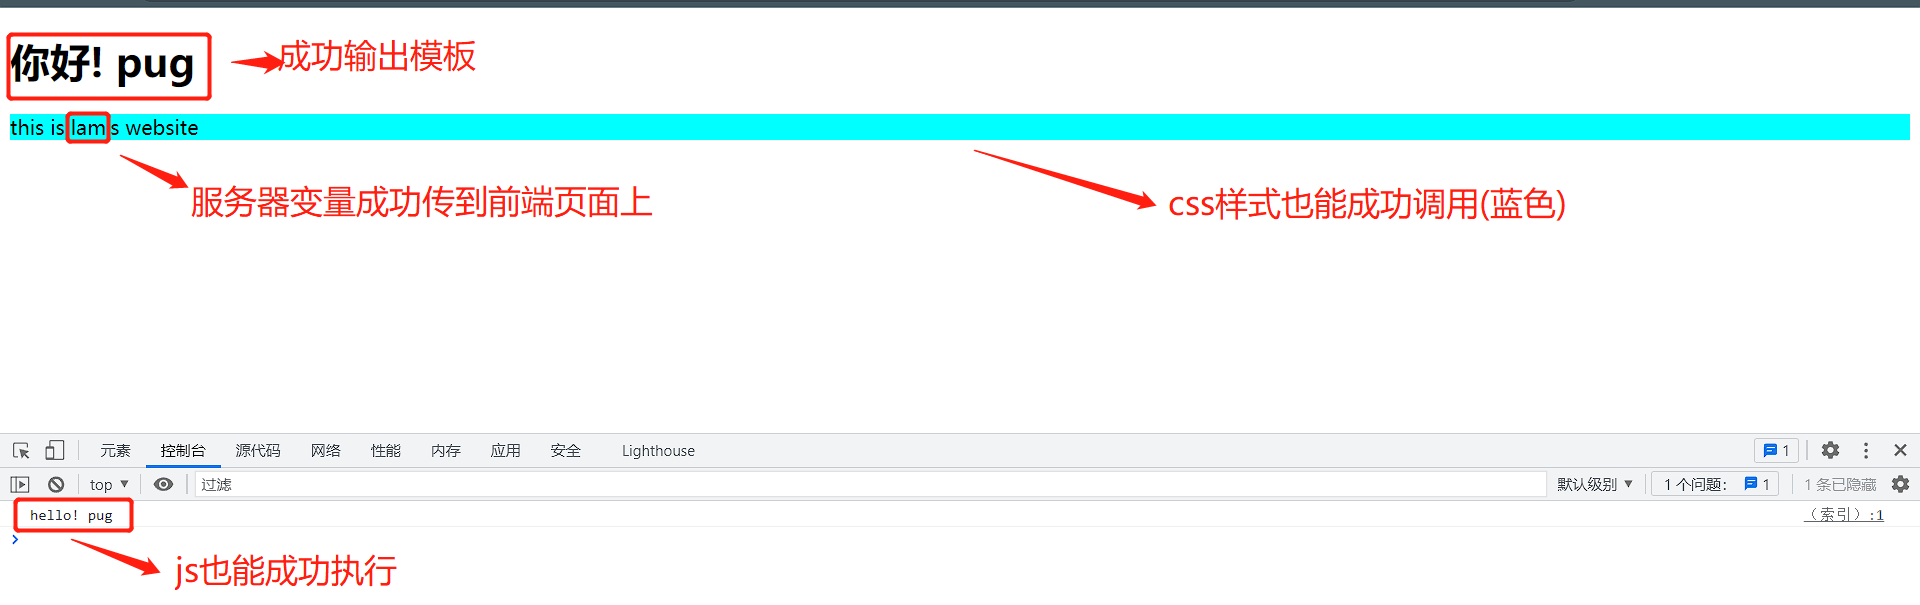 你好! pug
成功输出模板
this is lam s website
服务器变量成功传到前端页面上
css样式也能成功调用(蓝色)
元素 控制台 源代码 网络 性能 内存 应用 安全 Lighthouse 1
top 过滤 默认级别 1 个问题: 1 1 条已隐藏
hello! pug (索引):1
js也能成功执行